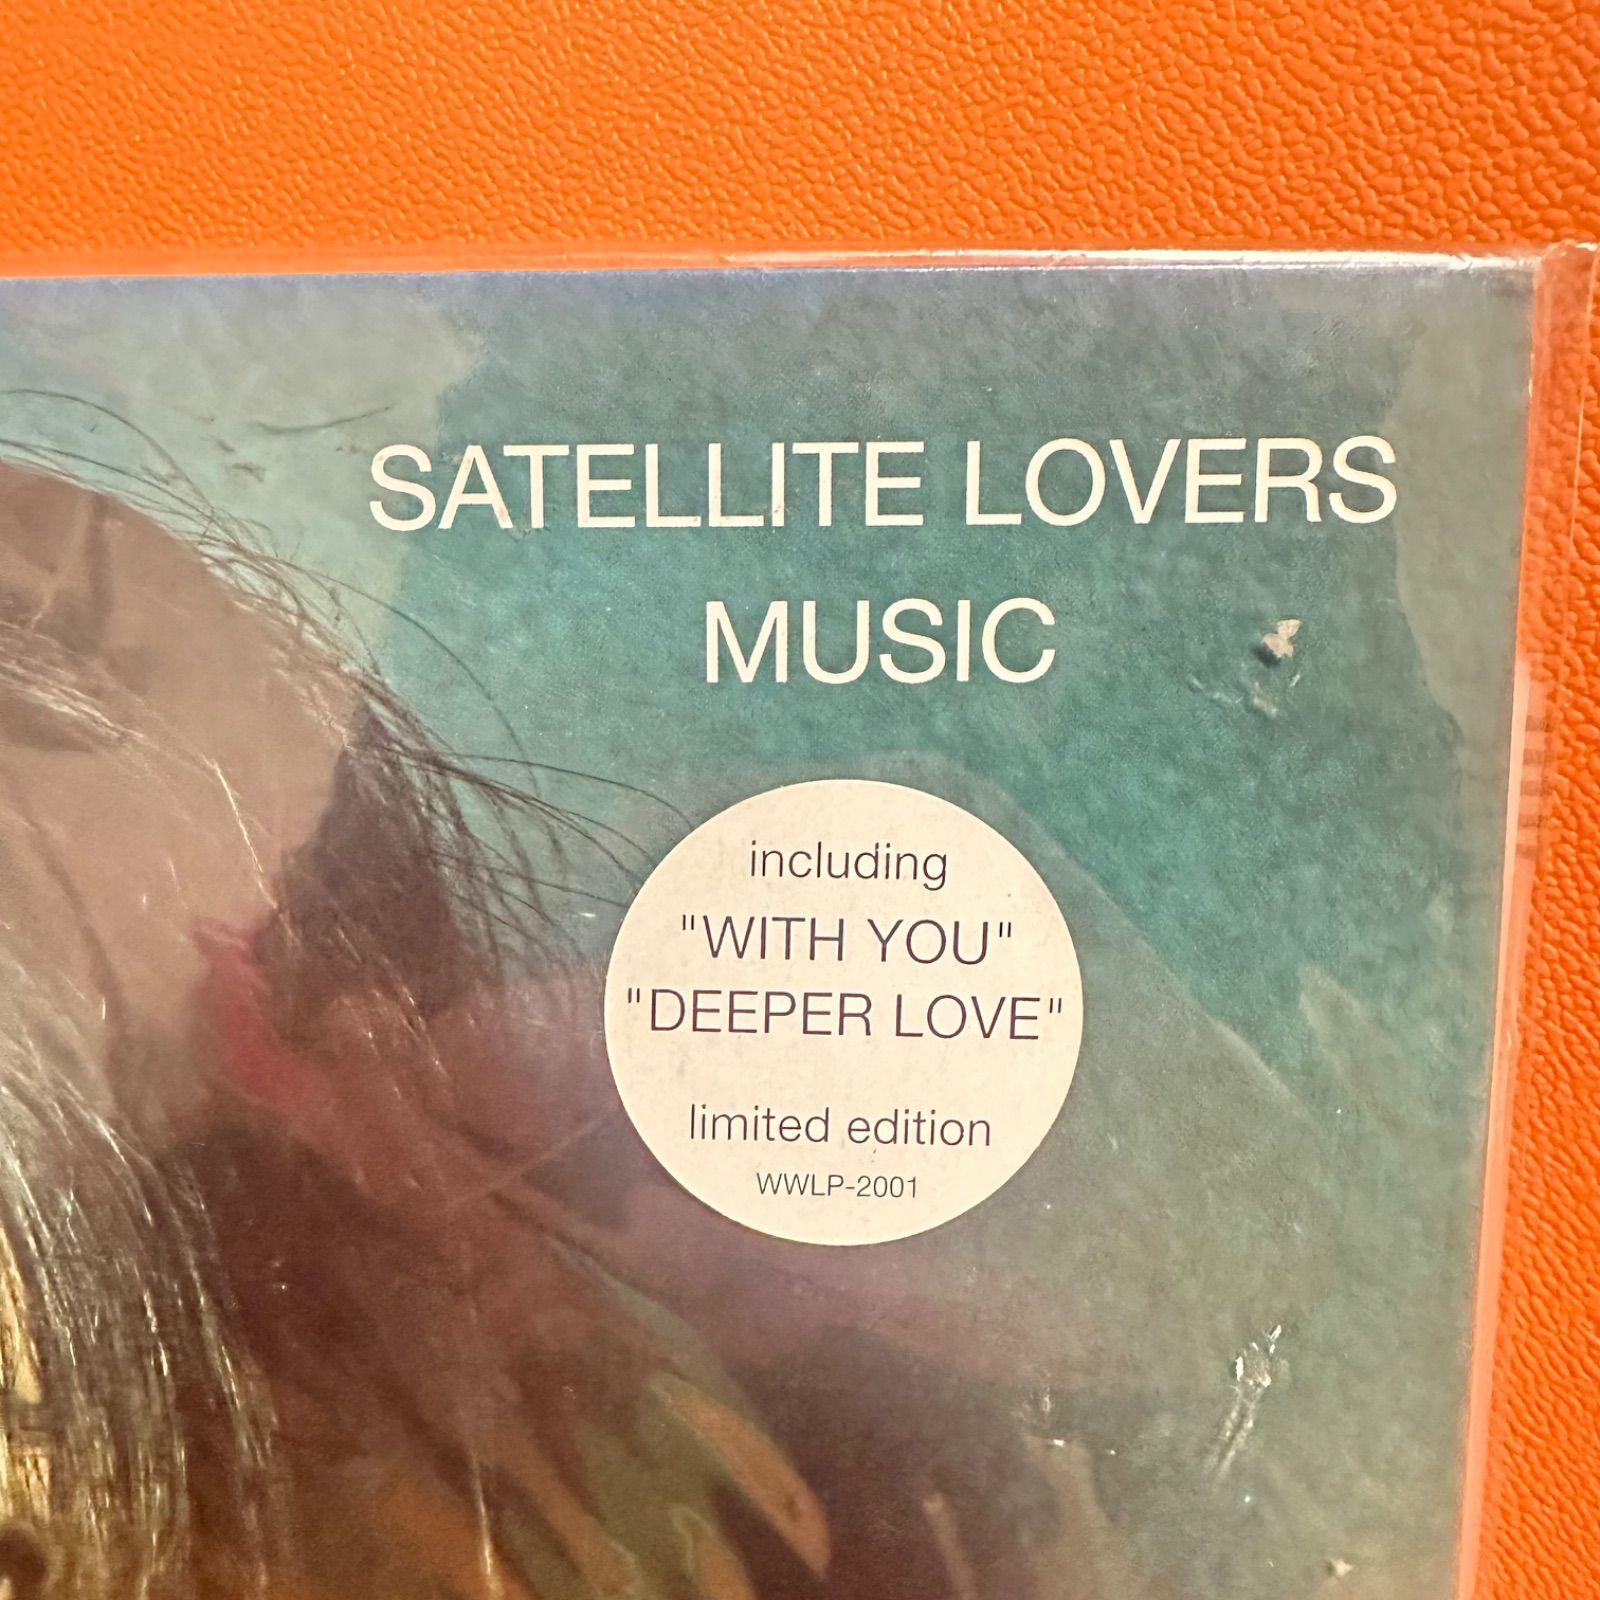 SATELLITE LOVERS
MUSIC
including
"WITH YOU"
"DEEPER LOVE"
limited edition
WWLP-2001